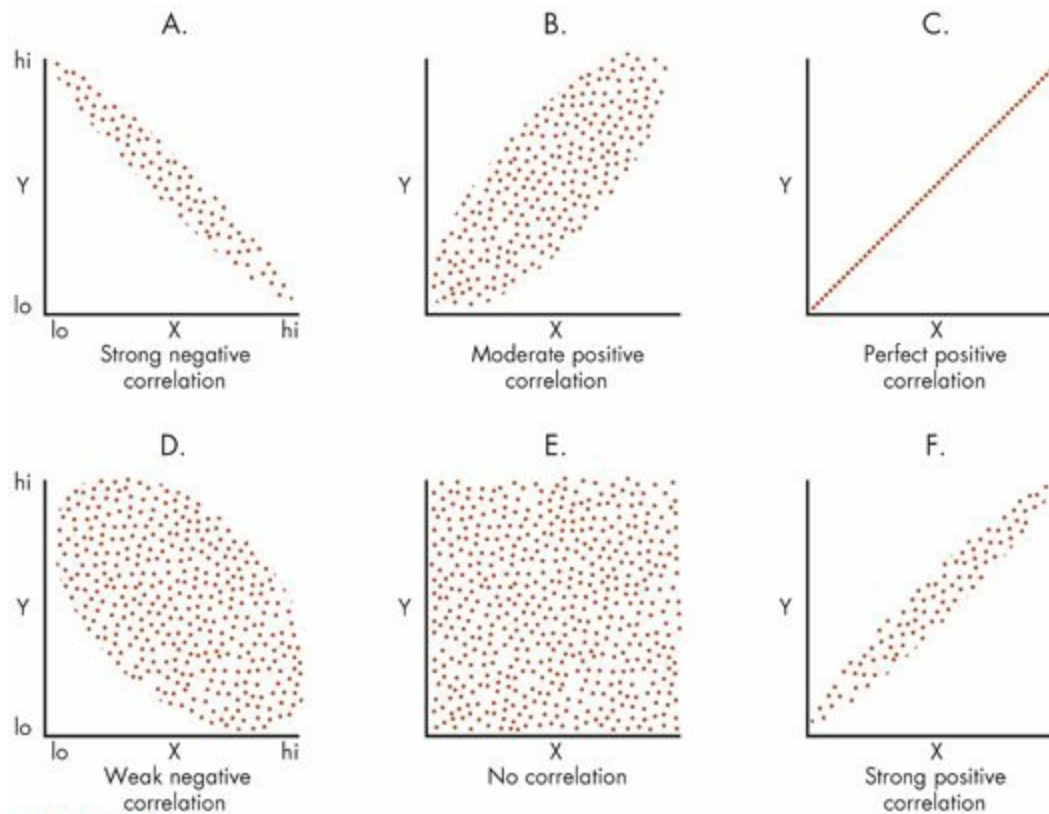 A.
hi
Y
lo
lo X hi
Strong negative
correlation
B.
Y
X
Moderate positive
correlation
C.
Y
X
Perfect positive
correlation
D.
hi
Y
lo
lo X hi
Weak negative
correlation
E.
Y
X
No correlation
F.
Y
X
Strong positive
correlation